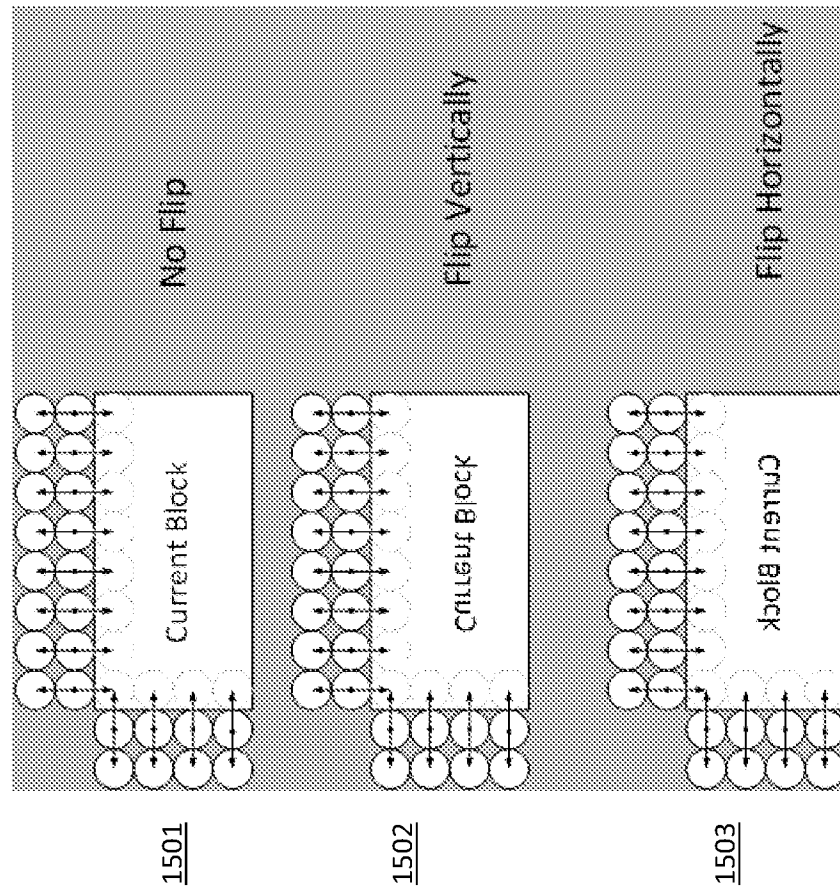 No Flip
Current Block
1501
Flip Vertically
Current Block
1502
Flip Horizontally
Current Block
1503